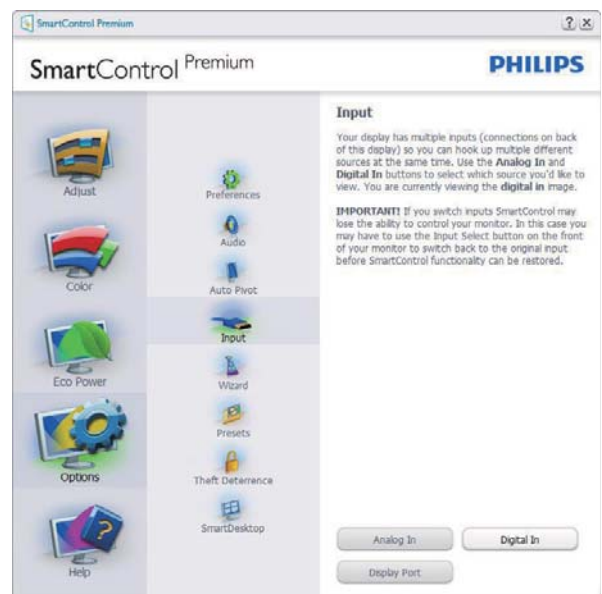 SmartControl Premium
SmartControl Premium
PHILIPS
Adjust
Color
Eco Power
Options
Help
Preferences
Audio
Auto Pivot
Input
Wizard
Presets
Theft Deterrence
SmartDesktop
Input
Your display has multiple inputs (connections on back
of this display) so you can hook up multiple different
sources at the same time. Use the Analog In and
Digital In buttons to select which source you'd like to
view. You are currently viewing the digital in image.
IMPORTANT! If you switch inputs SmartControl may
lose the ability to control your monitor. In this case you
may have to use the Input Select button on the front
of your monitor to switch back to the original input
before SmartControl functionality can be restored.
Analog In
Digital In
Display Port